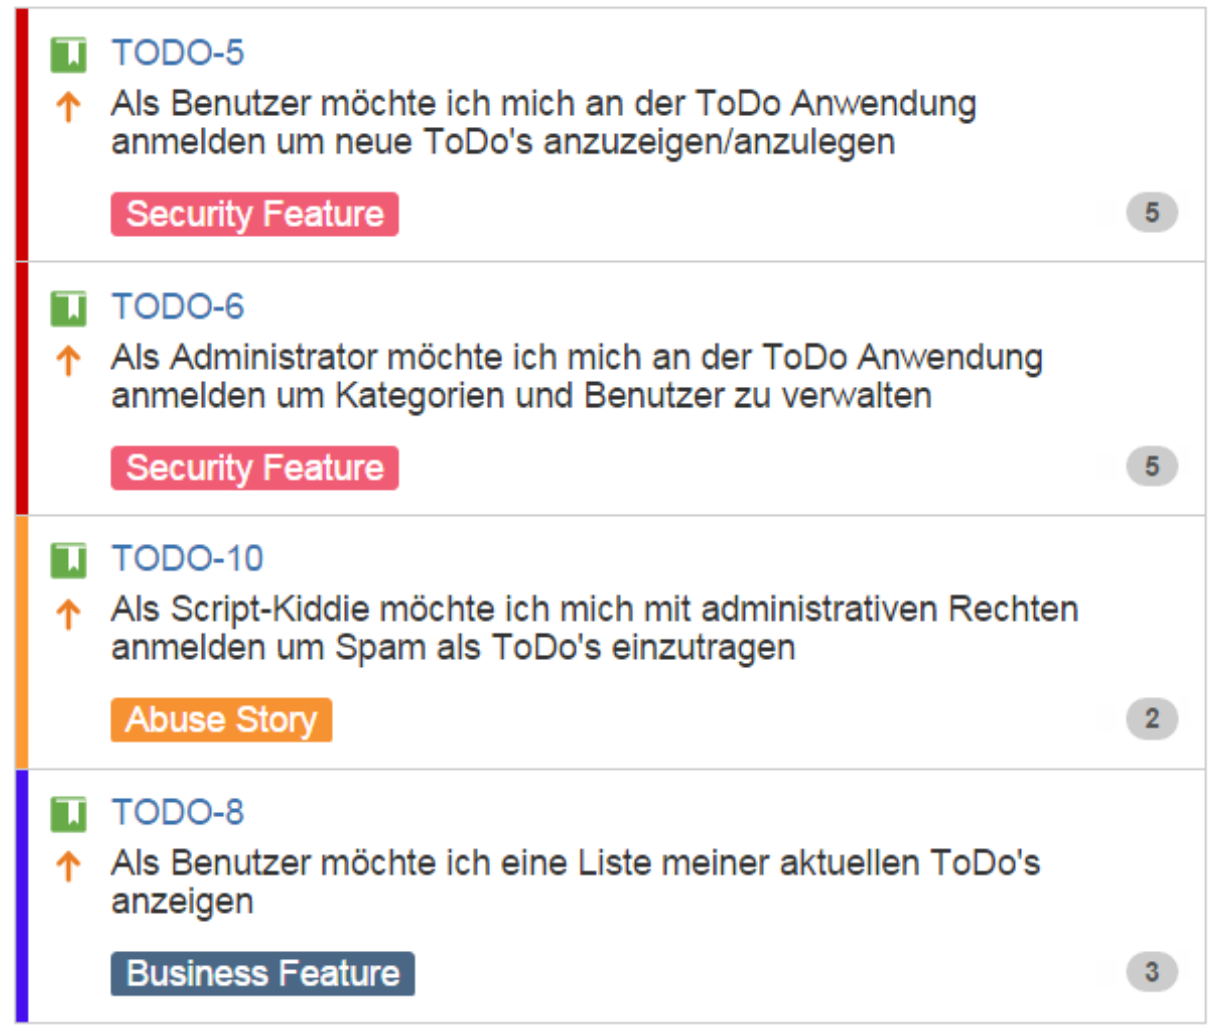 TODO-5
Als Benutzer möchte ich mich an der ToDo Anwendung
anmelden um neue ToDo's anzuzeigen/anzulegen
Security Feature
5
TODO-6
Als Administrator möchte ich mich an der ToDo Anwendung
anmelden um Kategorien und Benutzer zu verwalten
Security Feature
5
TODO-10
Als Script-Kiddie möchte ich mich mit administrativen Rechten
anmelden um Spam als ToDo's einzutragen
Abuse Story
2
TODO-8
Als Benutzer möchte ich eine Liste meiner aktuellen ToDo's
anzeigen
Business Feature
3